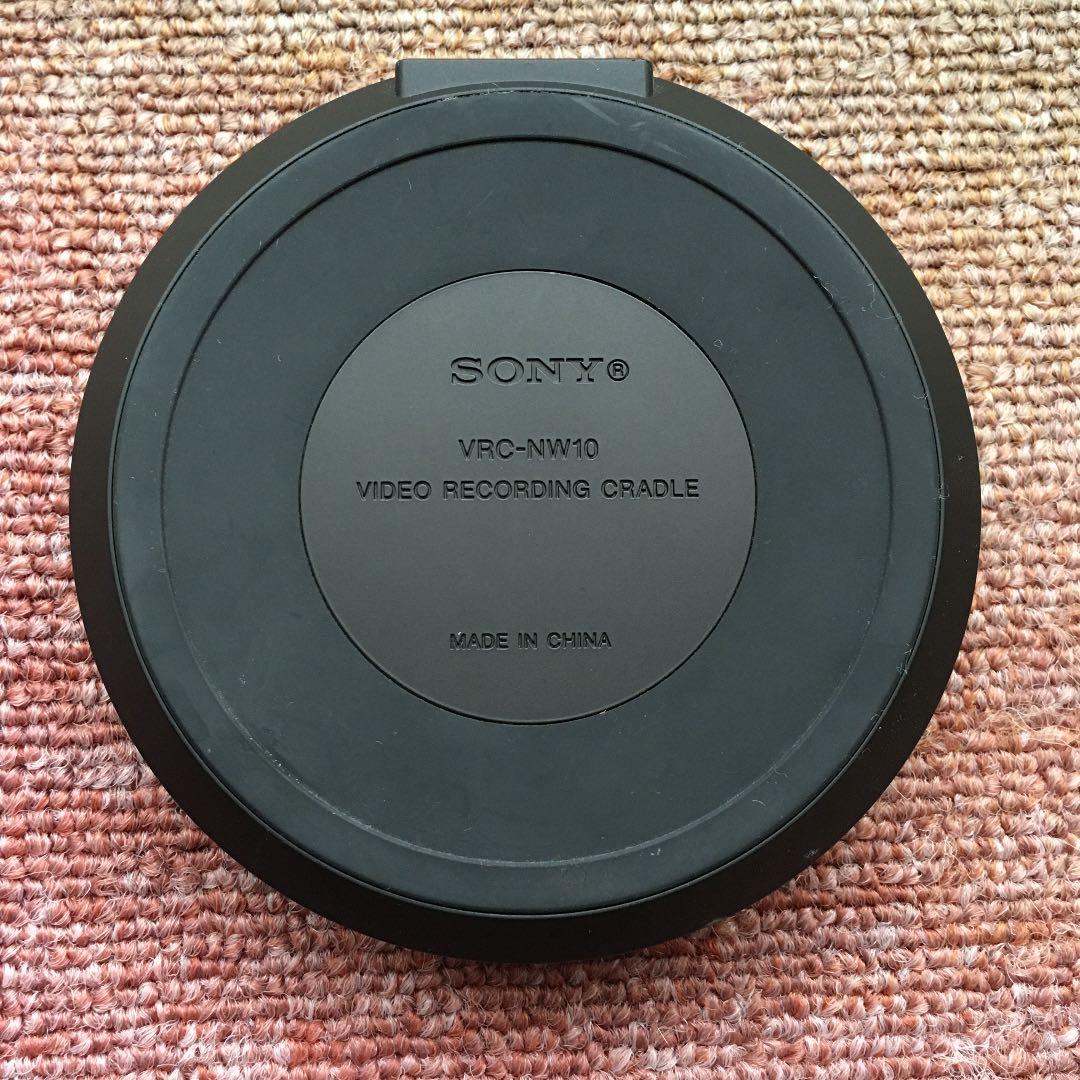 SONY®
VRC-NW10
VIDEO RECORDING CRADLE
MADE IN CHINA